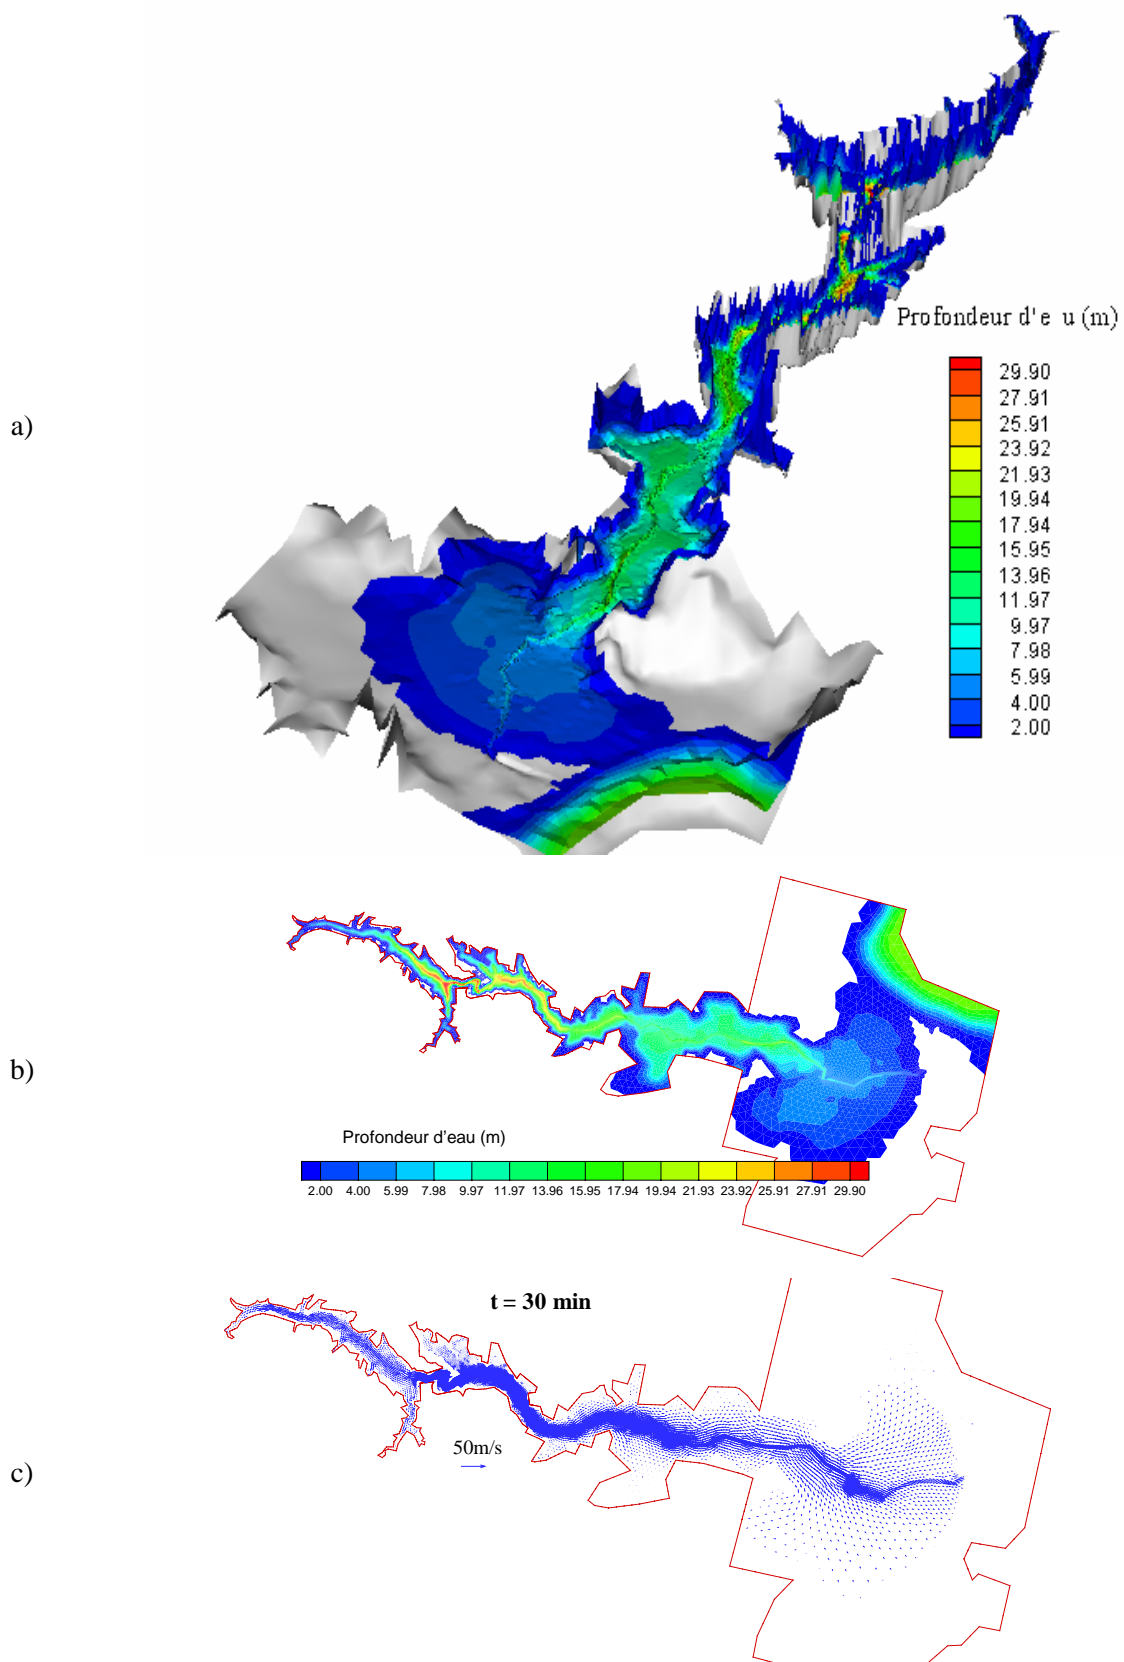 Profondeur d'e u (m)
29.90
27.91
25.91
23.92
21.93
19.94
17.94
15.95
13.96
11.97
9.97
7.98
5.99
4.00
2.00
a)
b)
Profondeur d'eau (m)
2.00 4.00 5.99 7.98 9.97 11.97 13.96 15.95 17.94 19.94 21.93 23.92 25.91 27.91 29.90
t = 30 min
50m/s
c)